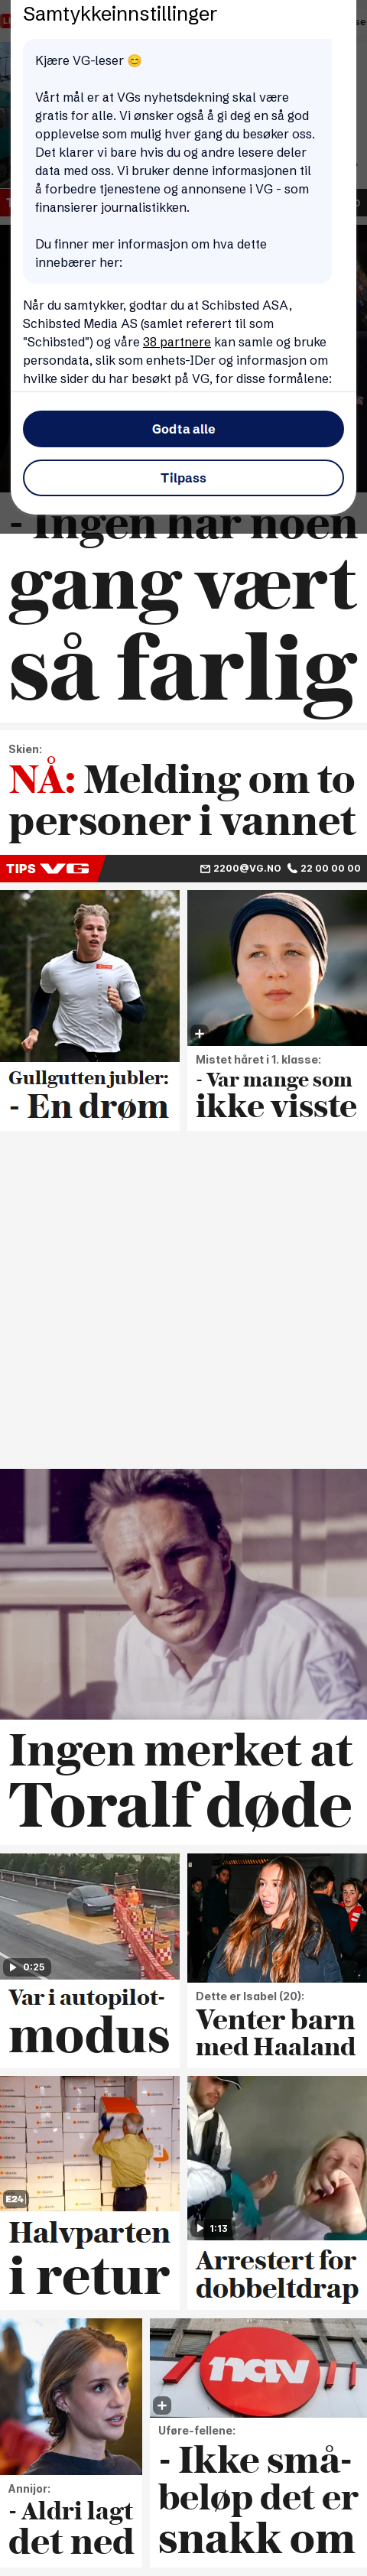 Samtykkeinnstillinger
Kjære VG-leser 😊
Vårt mål er at VGs nyhetsdekning skal være
gratis for alle. Vi ønsker også å gi deg en så god
opplevelse som mulig hver gang du besøker oss.
Det klarer vi bare hvis du og andre lesere deler
data med oss. Vi bruker denne informasjonen til
å forbedre tjenestene og annonsene i VG - som
finansierer journalistikken.
Du finner mer informasjon om hva dette
innebærer her:
Når du samtykker, godtar du at Schibsted ASA,
Schibsted Media AS (samlet referert til som
"Schibsted") og våre 38 partnere kan samle og bruke
persondata, slik som enhets-IDer og informasjon om
hvilke sider du har besøkt på VG, for disse formålene:
Godta alle
Tilpass
- Ingen har noen
gang vært
så farlig
Skien:
NÅ: Melding om to
personer i vannet
TIPS VG 2200@VG.NO 22 00 00 00
Gullgutten jubler:
- En drøm
Mistet håret i 1. klasse:
- Var mange som
ikke visste
Ingen merket at
Toralf døde
0:25
Var i autopilot-
modus
Dette er Isabel (20):
Venter barn
med Haaland
E24
Halvparten
i retur
1:13
Arrestert for
dobbeltdrap
Annijor:
- Aldri lagt
det ned
nav
Uføre-fellene:
- Ikke små-
beløp det er
snakk om